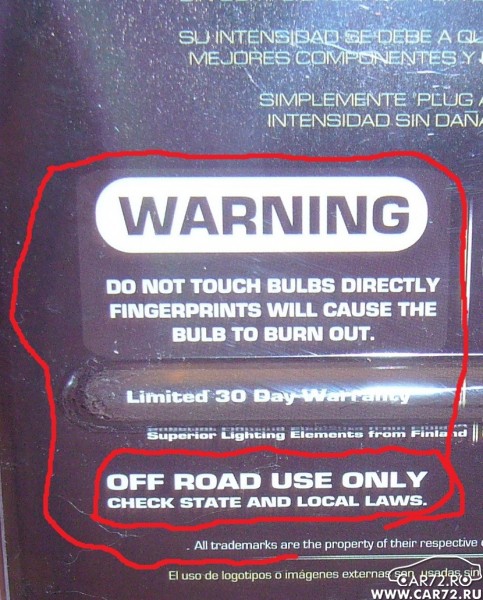 SU INTENSIDAD SE DEBE A
MEJORES COMPONENTES Y
SIMPLEMENTE "PLUG
INTENSIDAD SIN
WARNING
DO NOT TOUCH BULBS DIRECTLY
FINGERPRINTS WILL CAUSE THE
BULB TO BURN OUT.
Limited 30 Day Warranty
Superior Lighting Elements from Finland
OFF ROAD USE ONLY
CHECK STATE AND LOCAL LAWS.
All trademarks are the property of their respective
El uso de logotipos o imágenes externas son usadas sin
CAR72.RU
WWW.CAR72.RU